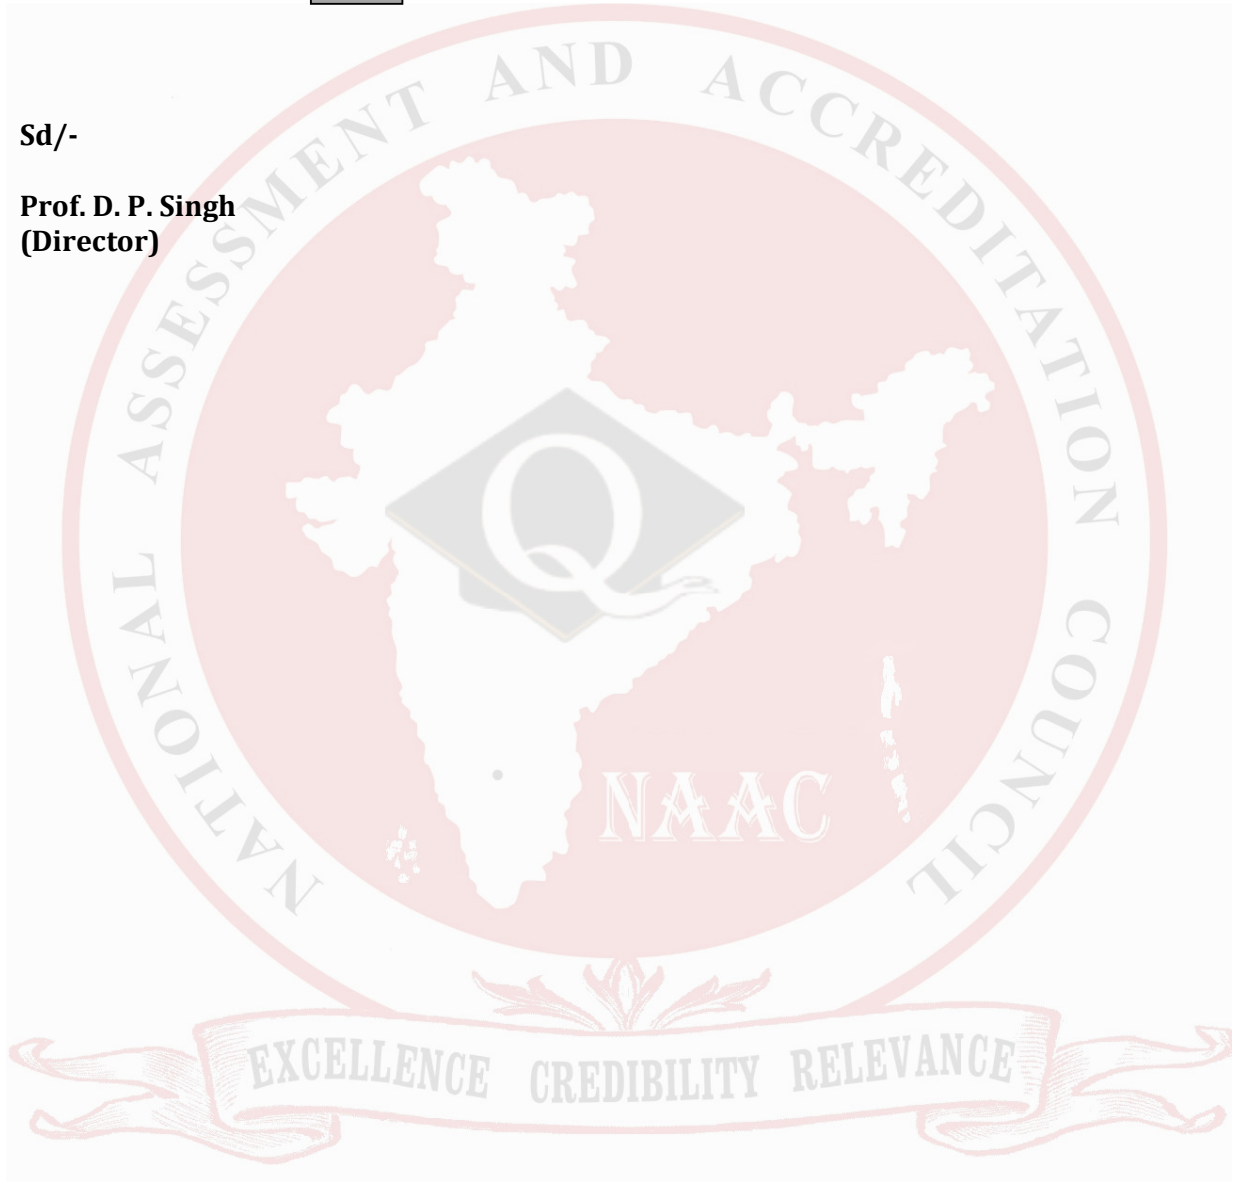 Sd/-
Prof. D. P. Singh
(Director)
NATIONAL ASSESSMENT AND ACCREDITATION COUNCIL
Q
NAAC
EXCELLENCE CREDIBILITY RELEVANCE